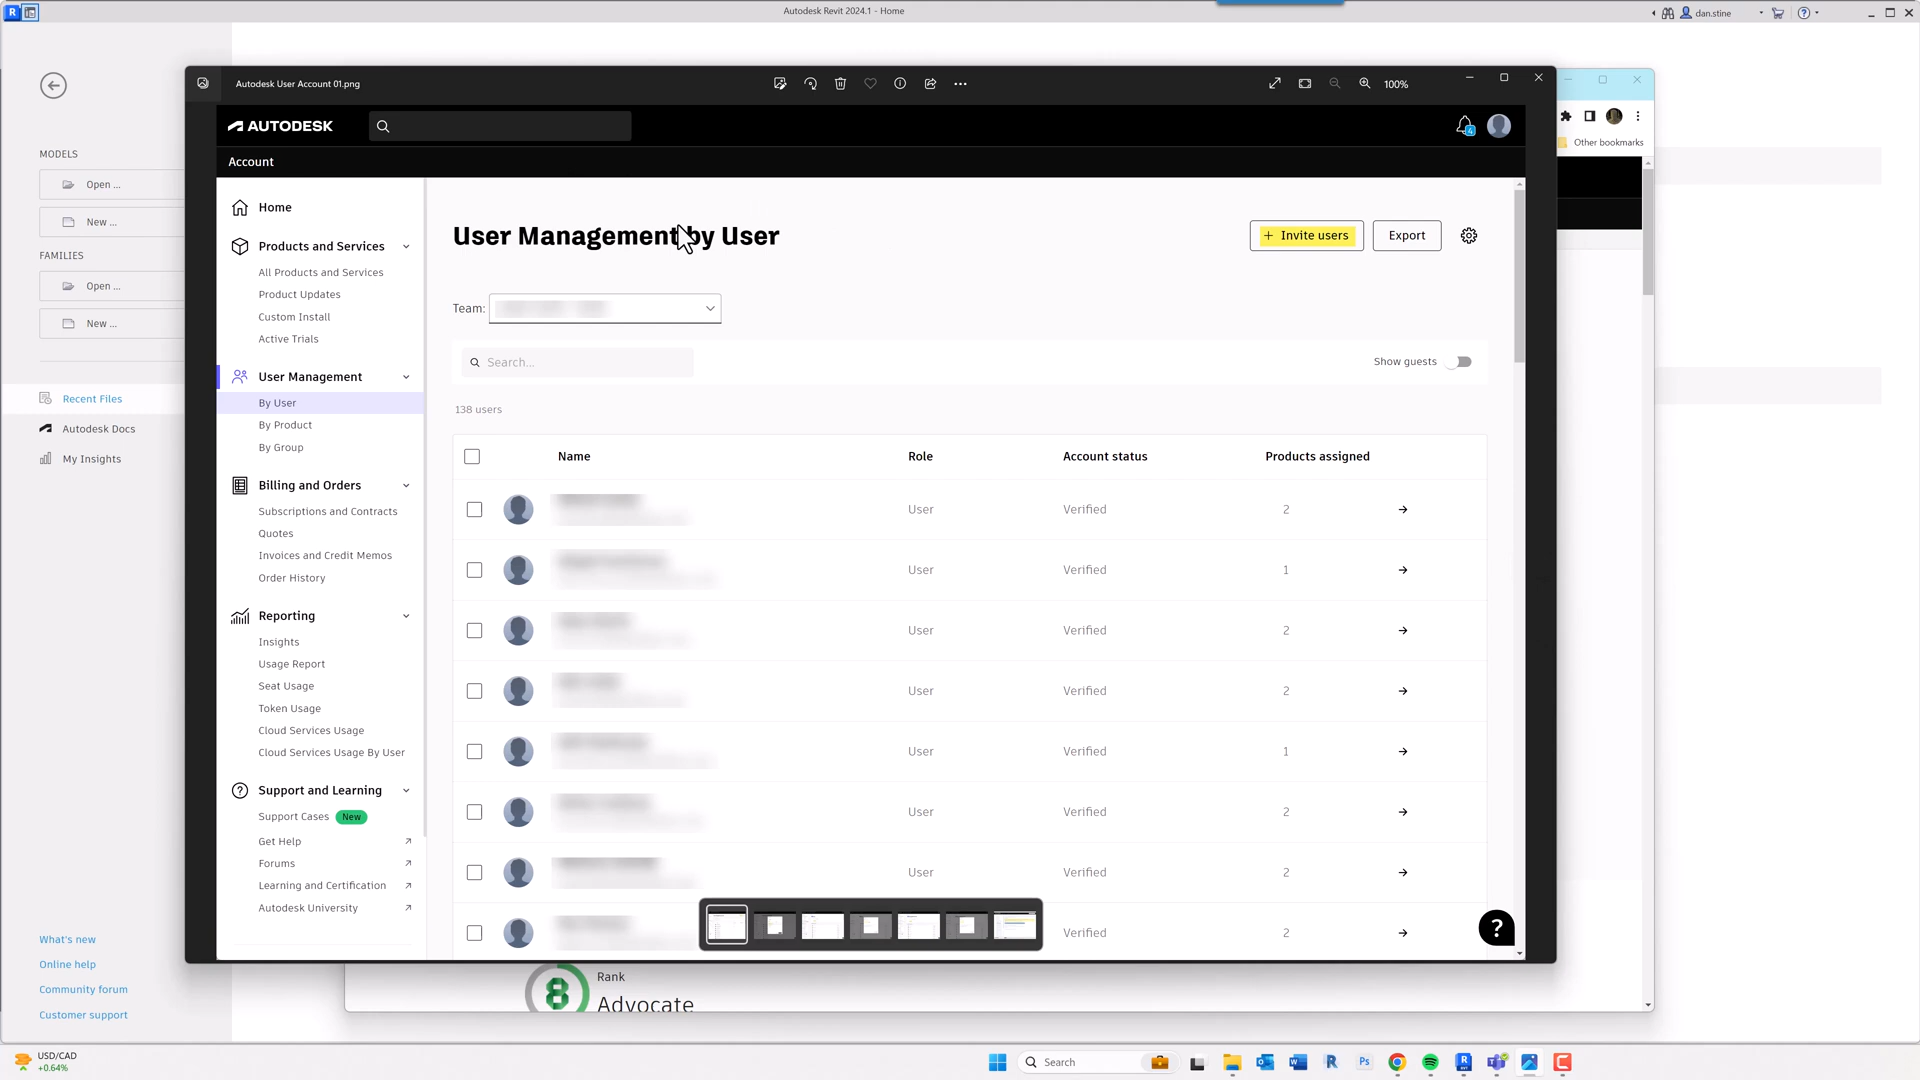 Autodesk Revit 2024.1 - Home
dan.stine
MODELS
Open ...
New ...
FAMILIES
Open ...
New ...
Recent Files
Autodesk Docs
My Insights
What's new
Online help
Community forum
Customer support
Autodesk User Account 01.png
100%
AUTODESK
4
Account
Other bookmarks
Home
Products and Services
All Products and Services
Product Updates
Custom Install
Active Trials
User Management
By User
By Product
By Group
Billing and Orders
Subscriptions and Contracts
Quotes
Invoices and Credit Memos
Order History
Reporting
Insights
Usage Report
Seat Usage
Token Usage
Cloud Services Usage
Cloud Services Usage By User
Support and Learning
Support Cases New
Get Help
Forums
Learning and Certification
Autodesk University
User Management by User
+ Invite users
Export
Team:
Search...
Show guests
138 users
Name Role Account status Products assigned
User Verified 2
User Verified 1
User Verified 2
User Verified 2
User Verified 1
User Verified 2
User Verified 2
Verified 2
?
8
Rank
Advocate
USD/CAD
+0.64%
Search